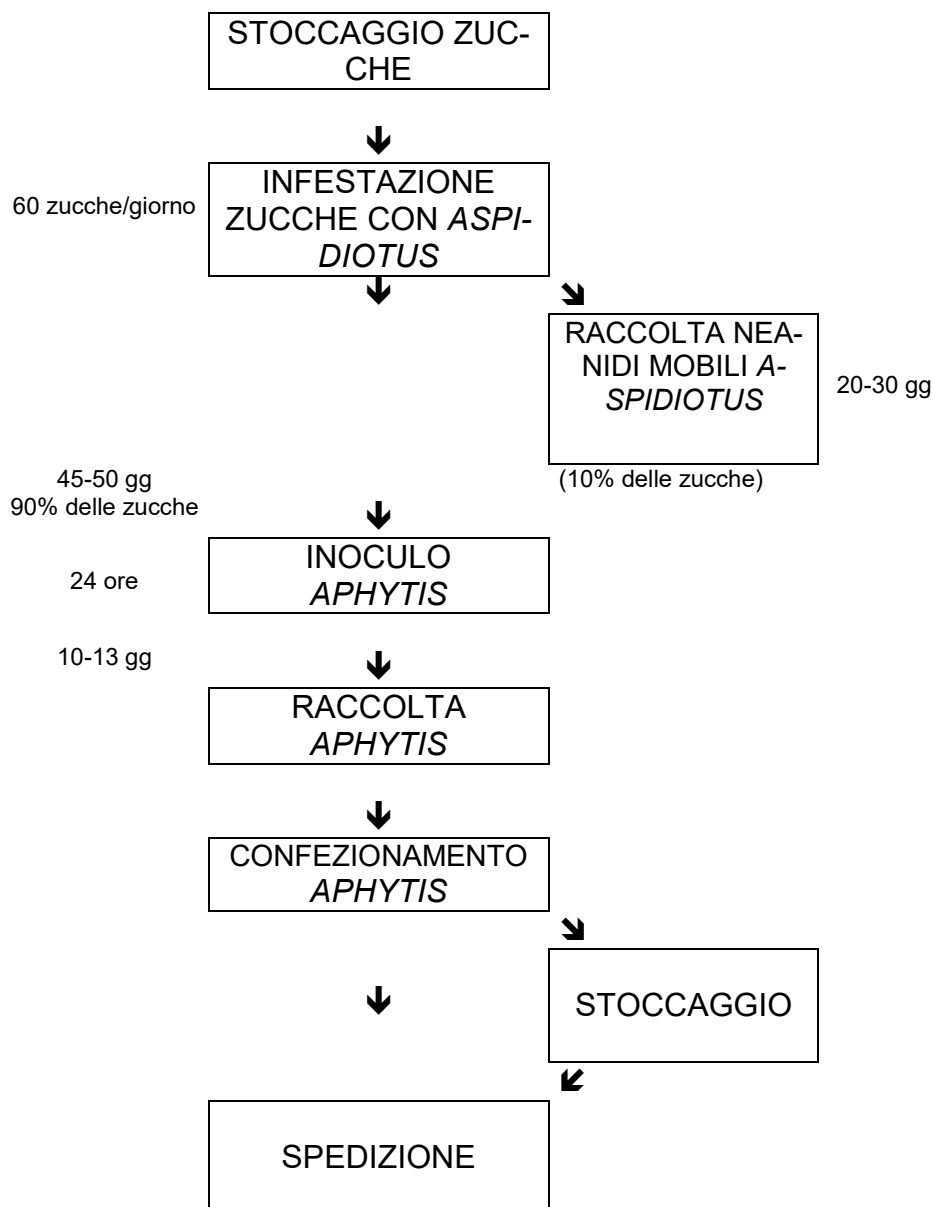 STOCCAGGIO ZUC-
CHE
60 zucche/giorno
INFESTAZIONE
ZUCCHE CON ASPI-
DIOTUS
RACCOLTA NEA-
NIDI MOBILI A-
SPIDIOTUS
20-30 gg
(10% delle zucche)
45-50 gg
90% delle zucche
INOCULO
APHYTIS
24 ore
10-13 gg
RACCOLTA
APHYTIS
CONFEZIONAMENTO
APHYTIS
STOCCAGGIO
SPEDIZIONE